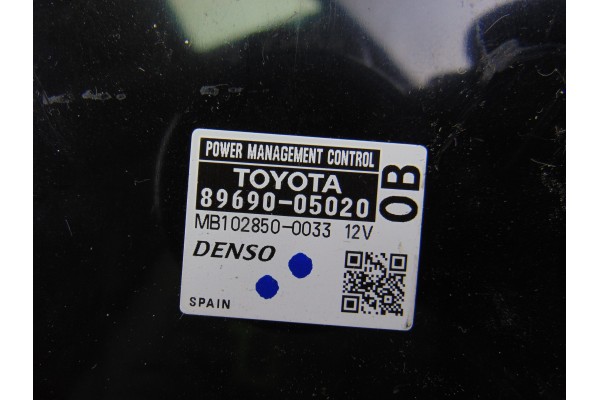 POWER MANAGEMENT CONTROL
TOYOTA
89690-05020
0B
MB102850-0033 12V
DENSO
SPAIN